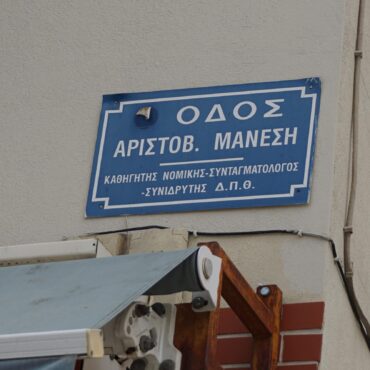 ΟΔΟΣ
ΑΡΙΣΤΟΒ. ΜΑΝΕΣΗ
ΚΑΘΗΓΗΤΗΣ ΝΟΜΙΚΗΣ-ΣΥΝΤΑΓΜΑΤΟΛΟΓΟΣ
-ΣΥΝΙΔΡΥΤΗΣ Δ.Π.Θ.